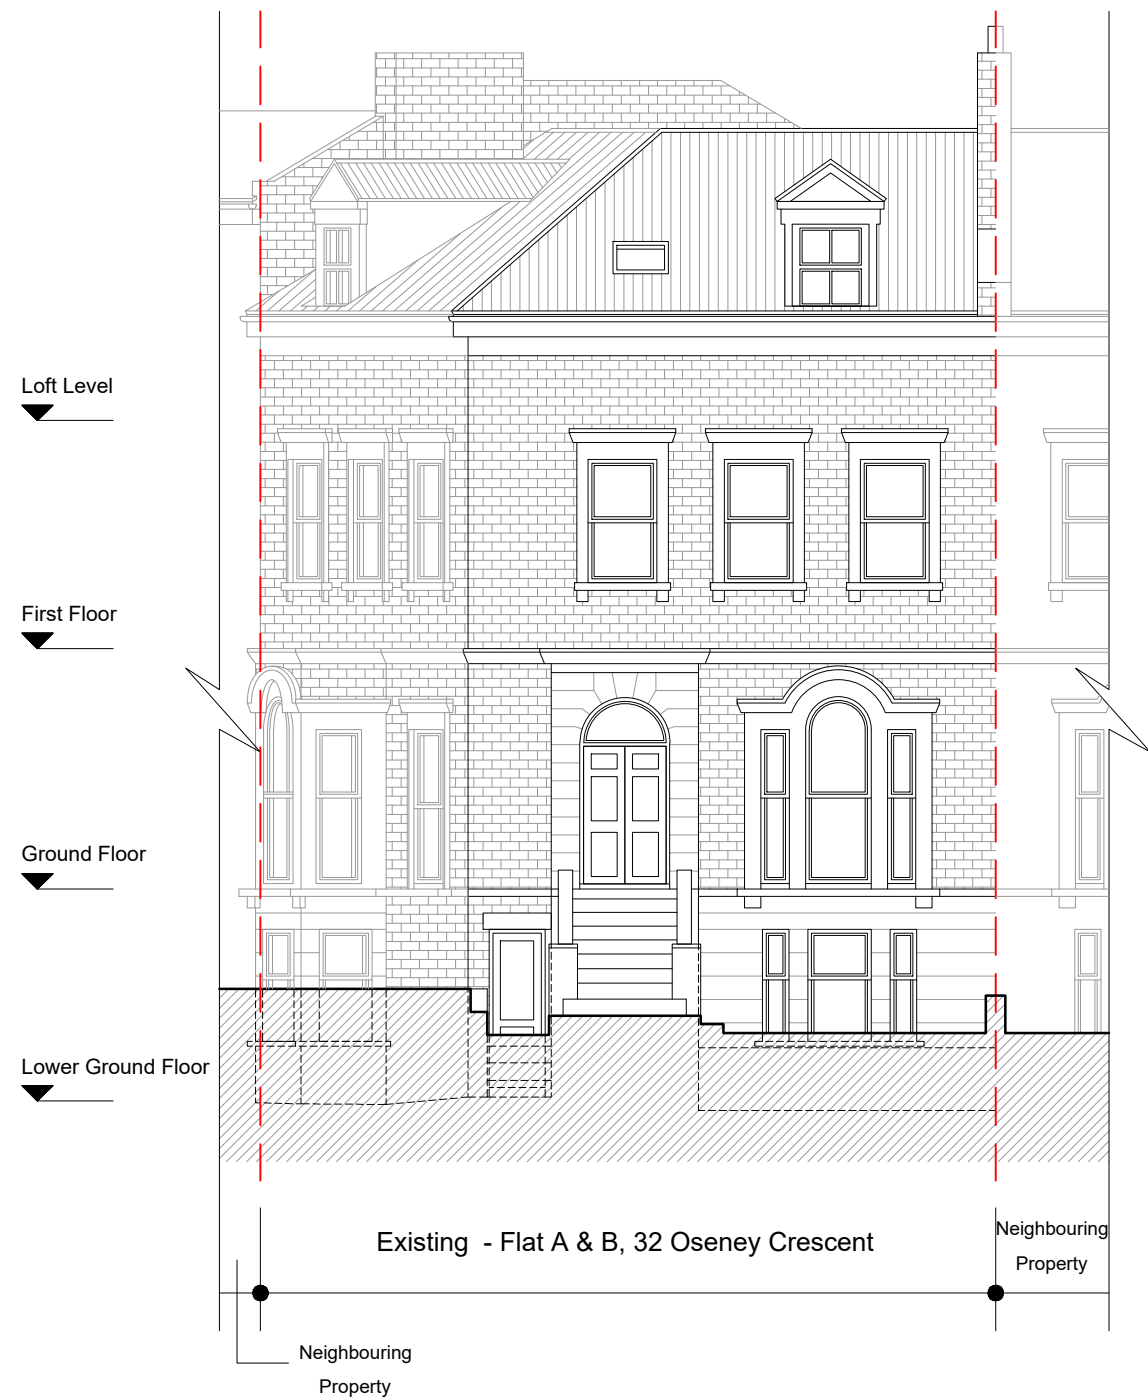 Loft Level
First Floor
Ground Floor
Lower Ground Floor
Existing - Flat A & B, 32 Oseney Crescent
Neighbouring
Property
Neighbouring
Property